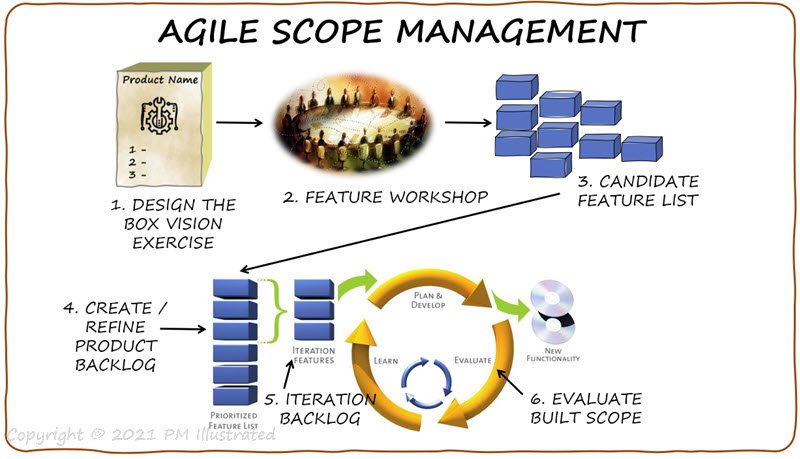 AGILE SCOPE MANAGEMENT
Product Name
1 -
2 -
3 -
1. DESIGN THE
BOX VISION
EXERCISE
2. FEATURE WORKSHOP
3. CANDIDATE
FEATURE LIST
4. CREATE /
REFINE
PRODUCT
BACKLOG
PRIORITIZED
FEATURE LIST
ITERATION
FEATURES
5. ITERATION
BACKLOG
PLAN &
DEVELOP
LEARN
EVALUATE
NEW
FUNCTIONALITY
6. EVALUATE
BUILT SCOPE
Copyright © 2021 PM Illustrated